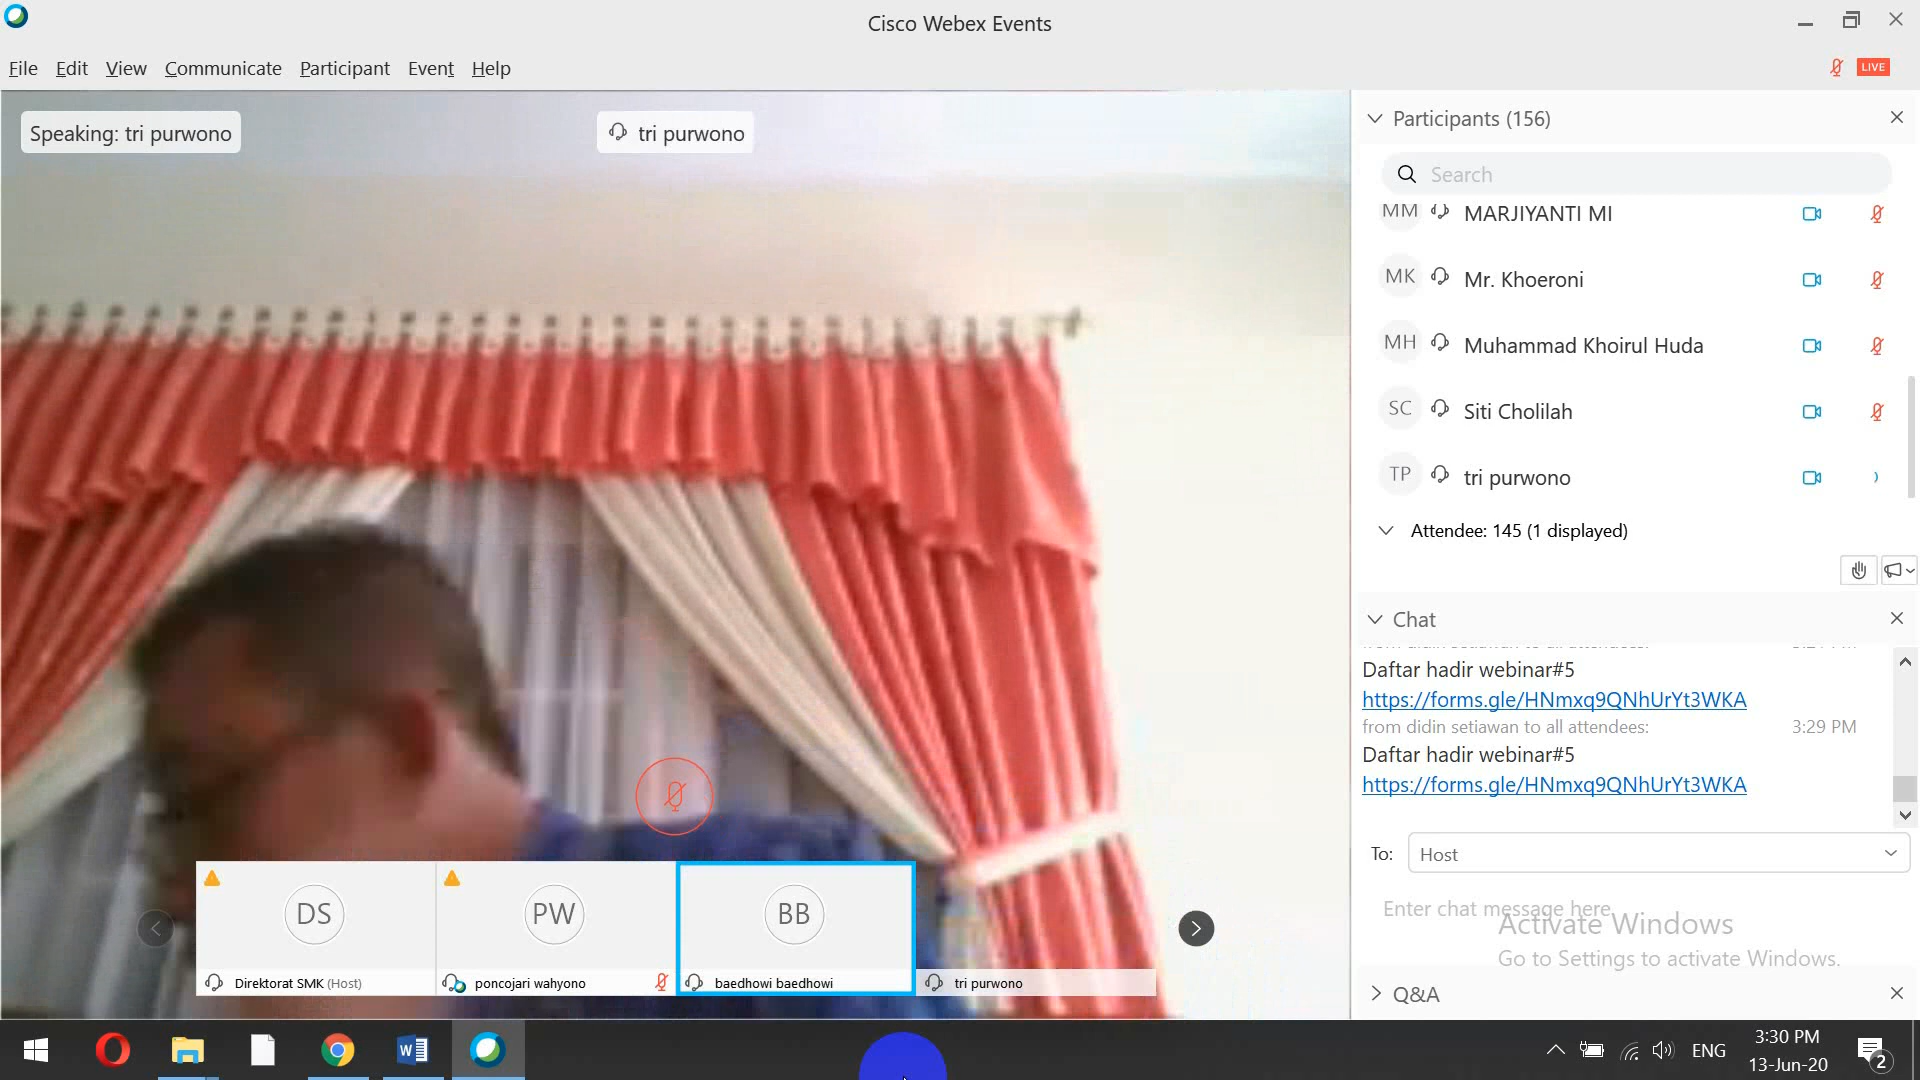 Cisco Webex Events
File Edit View Communicate Participant Event Help
LIVE
Speaking: tri purwono
tri purwono
Participants (156)
Search
MM MARJIYANTI MI
MK Mr. Khoeroni
MH Muhammad Khoirul Huda
SC Siti Cholilah
TP tri purwono
Attendee: 145 (1 displayed)
Chat
Daftar hadir webinar#5
https://forms.gle/HNmxq9QNhUrYt3WKA
from didin setiawan to all attendees: 3:29 PM
Daftar hadir webinar#5
https://forms.gle/HNmxq9QNhUrYt3WKA
To: Host
Enter chat message here
Activate Windows
Go to Settings to activate Windows.
Q&A
DS
Direktorat SMK (Host)
PW
poncojari wahyono
BB
baedhowi baedhowi
tri purwono
ENG
3:30 PM
13-Jun-20
2